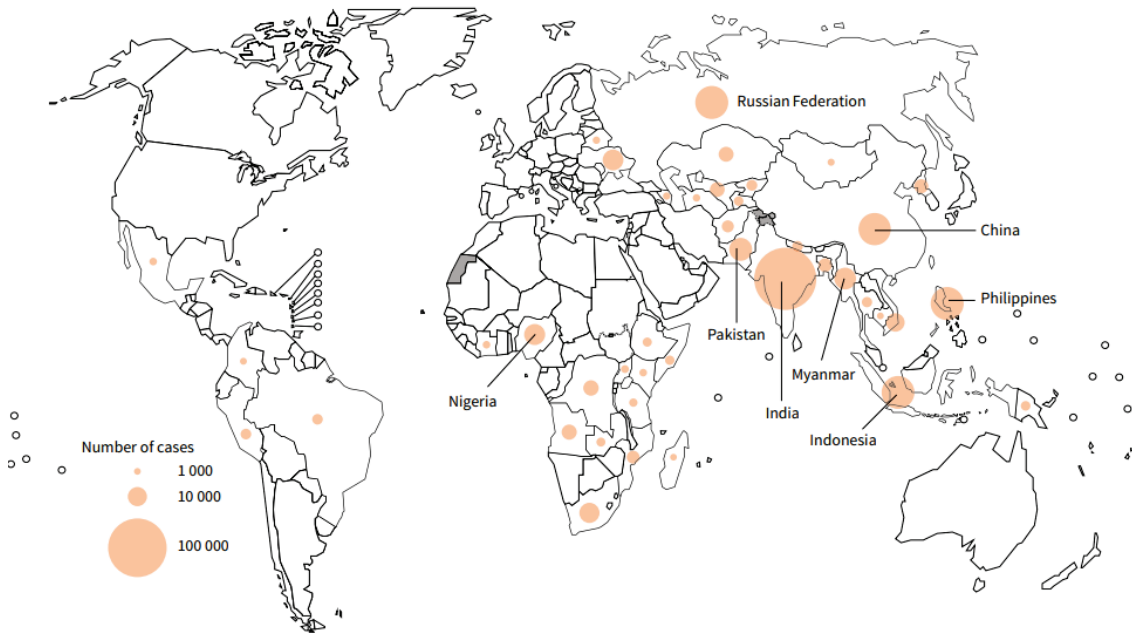 Russian Federation
China
Philippines
Pakistan
Myanmar
Nigeria
India
Indonesia
Number of cases
1 000
10 000
100 000